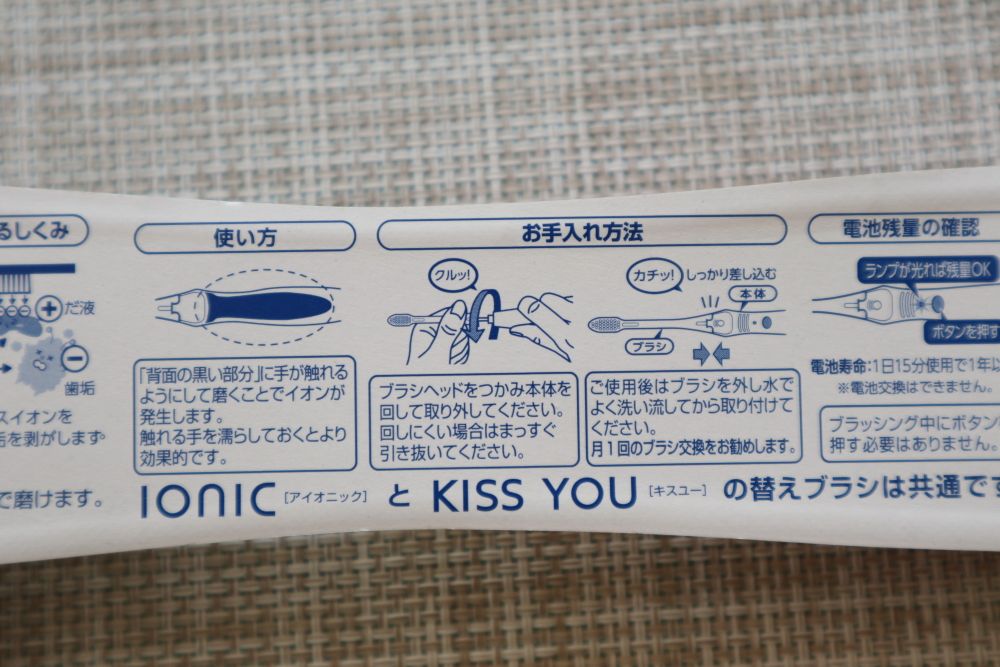 るしくみ
だ液
歯垢
スイオンを
垢を剥がします。
で磨けます。
使い方
「背面の黒い部分」に手が触れる
ようにして磨くことでイオンが
発生します。
触れる手を濡らしておくとより
効果的です。
お手入れ方法
クルッ!
ブラシヘッドをつかみ本体を
回して取り外してください。
回しにくい場合はまっすぐ
引き抜いてください。
カチッ! しっかり差し込む
本体
ブラシ
ご使用後はブラシを外し水で
よく洗い流してから取り付けて
ください。
月1回のブラシ交換をお勧めします。
電池残量の確認
ランプが光れば残量OK
ボタンを押す
電池寿命:1日15分使用で1年以
※電池交換はできません。
ブラッシング中にボタン
押す必要はありません。
IONIC [アイオニック] と KISS YOU [キスユー] の替えブラシは共通です